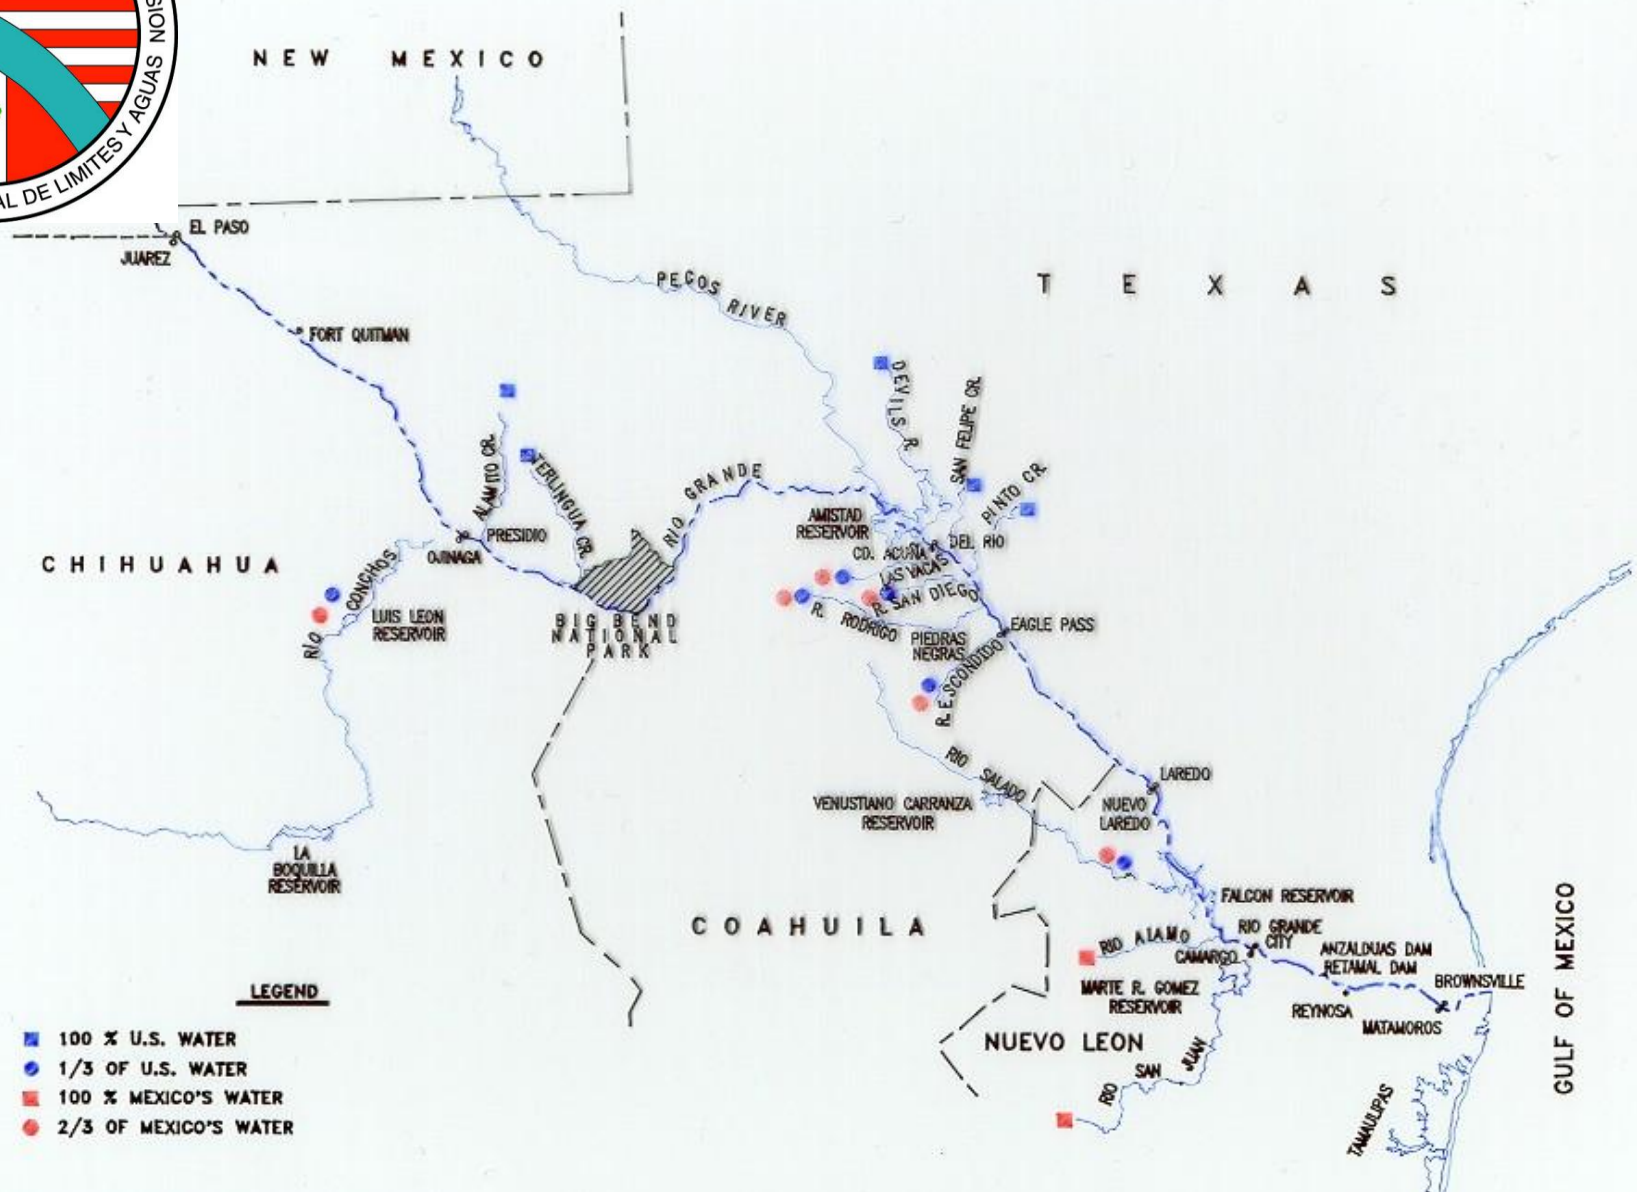 AL DE LIMITES Y AGUAS
NEW MEXICO
EL PASO
JUAREZ
FORT QUITMAN
PECOS RIVER
TEXAS
DEVILS R.
SAN FELIPE CR.
PINTO CR.
ALAMITO CR.
TERLINGUA CR.
RIO GRANDE
AMISTAD
RESERVOIR
PRESIDIO
OJINAGA
CD. ACUÑA
DEL RIO
CHIHUAHUA
RIO CONCHOS
LUIS LEON
RESERVOIR
BIG BEND
NATIONAL
PARK
LAS VACAS
R. SAN DIEGO
R. RODRIGO
PIEDRAS
NEGRAS
EAGLE PASS
R. ESCONDIDO
RIO SALADO
VENUSTIANO CARRANZA
RESERVOIR
LAREDO
NUEVO
LAREDO
LA
BOQUILLA
RESERVOIR
COAHUILA
FALCON RESERVOIR
RIO ALAMO
RIO GRANDE
CITY
CAMARGO
ANZALDUAS DAM
RETAMAL DAM
BROWNSVILLE
MARTE R. GOMEZ
RESERVOIR
REYNOSA
MATAMOROS
NUEVO LEON
RIO SAN JUAN
TAMAULIPAS
GULF OF MEXICO
LEGEND
100 % U.S. WATER
1/3 OF U.S. WATER
100 % MEXICO'S WATER
2/3 OF MEXICO'S WATER